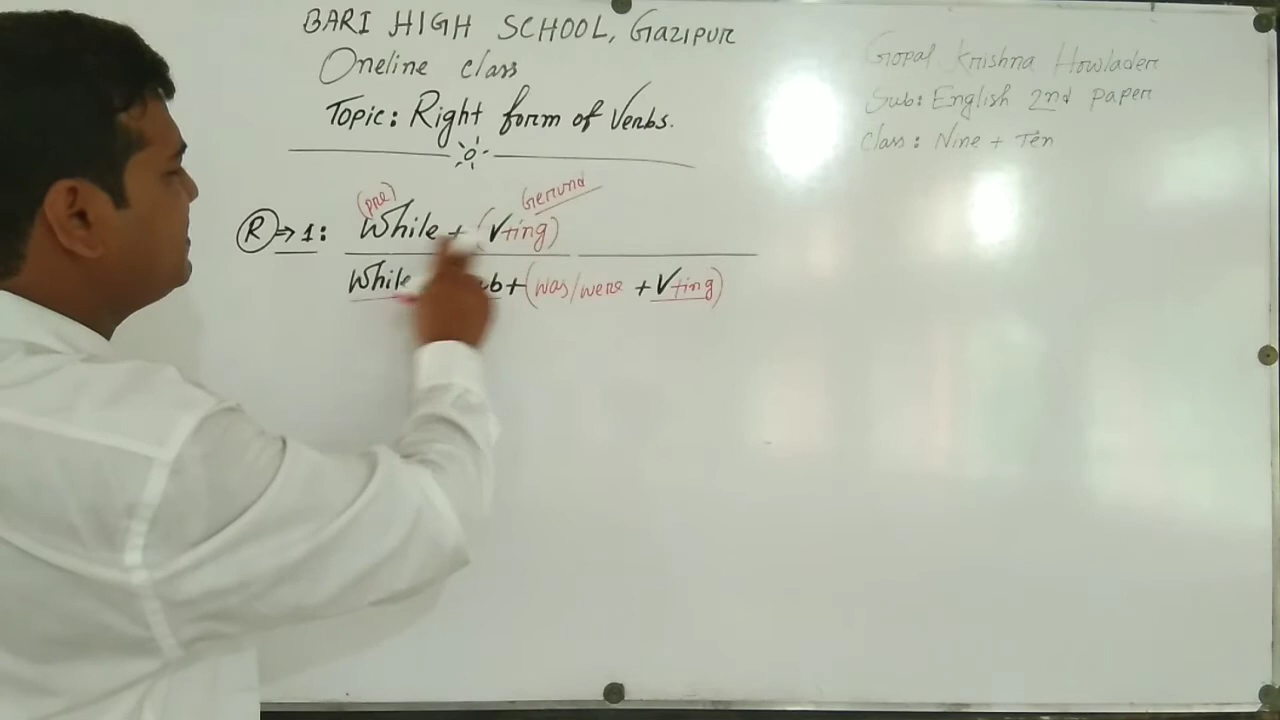 BARI HIGH SCHOOL, Gazipur
Oneline class
Topic: Right form of Verbs.
Gopal Krishna Howlader
Sub: English 2nd paper
Class: Nine + Ten
(pre) Gerund
R ⇒ 1: While + (V+ing)
While ub + (was/were + V+ing)